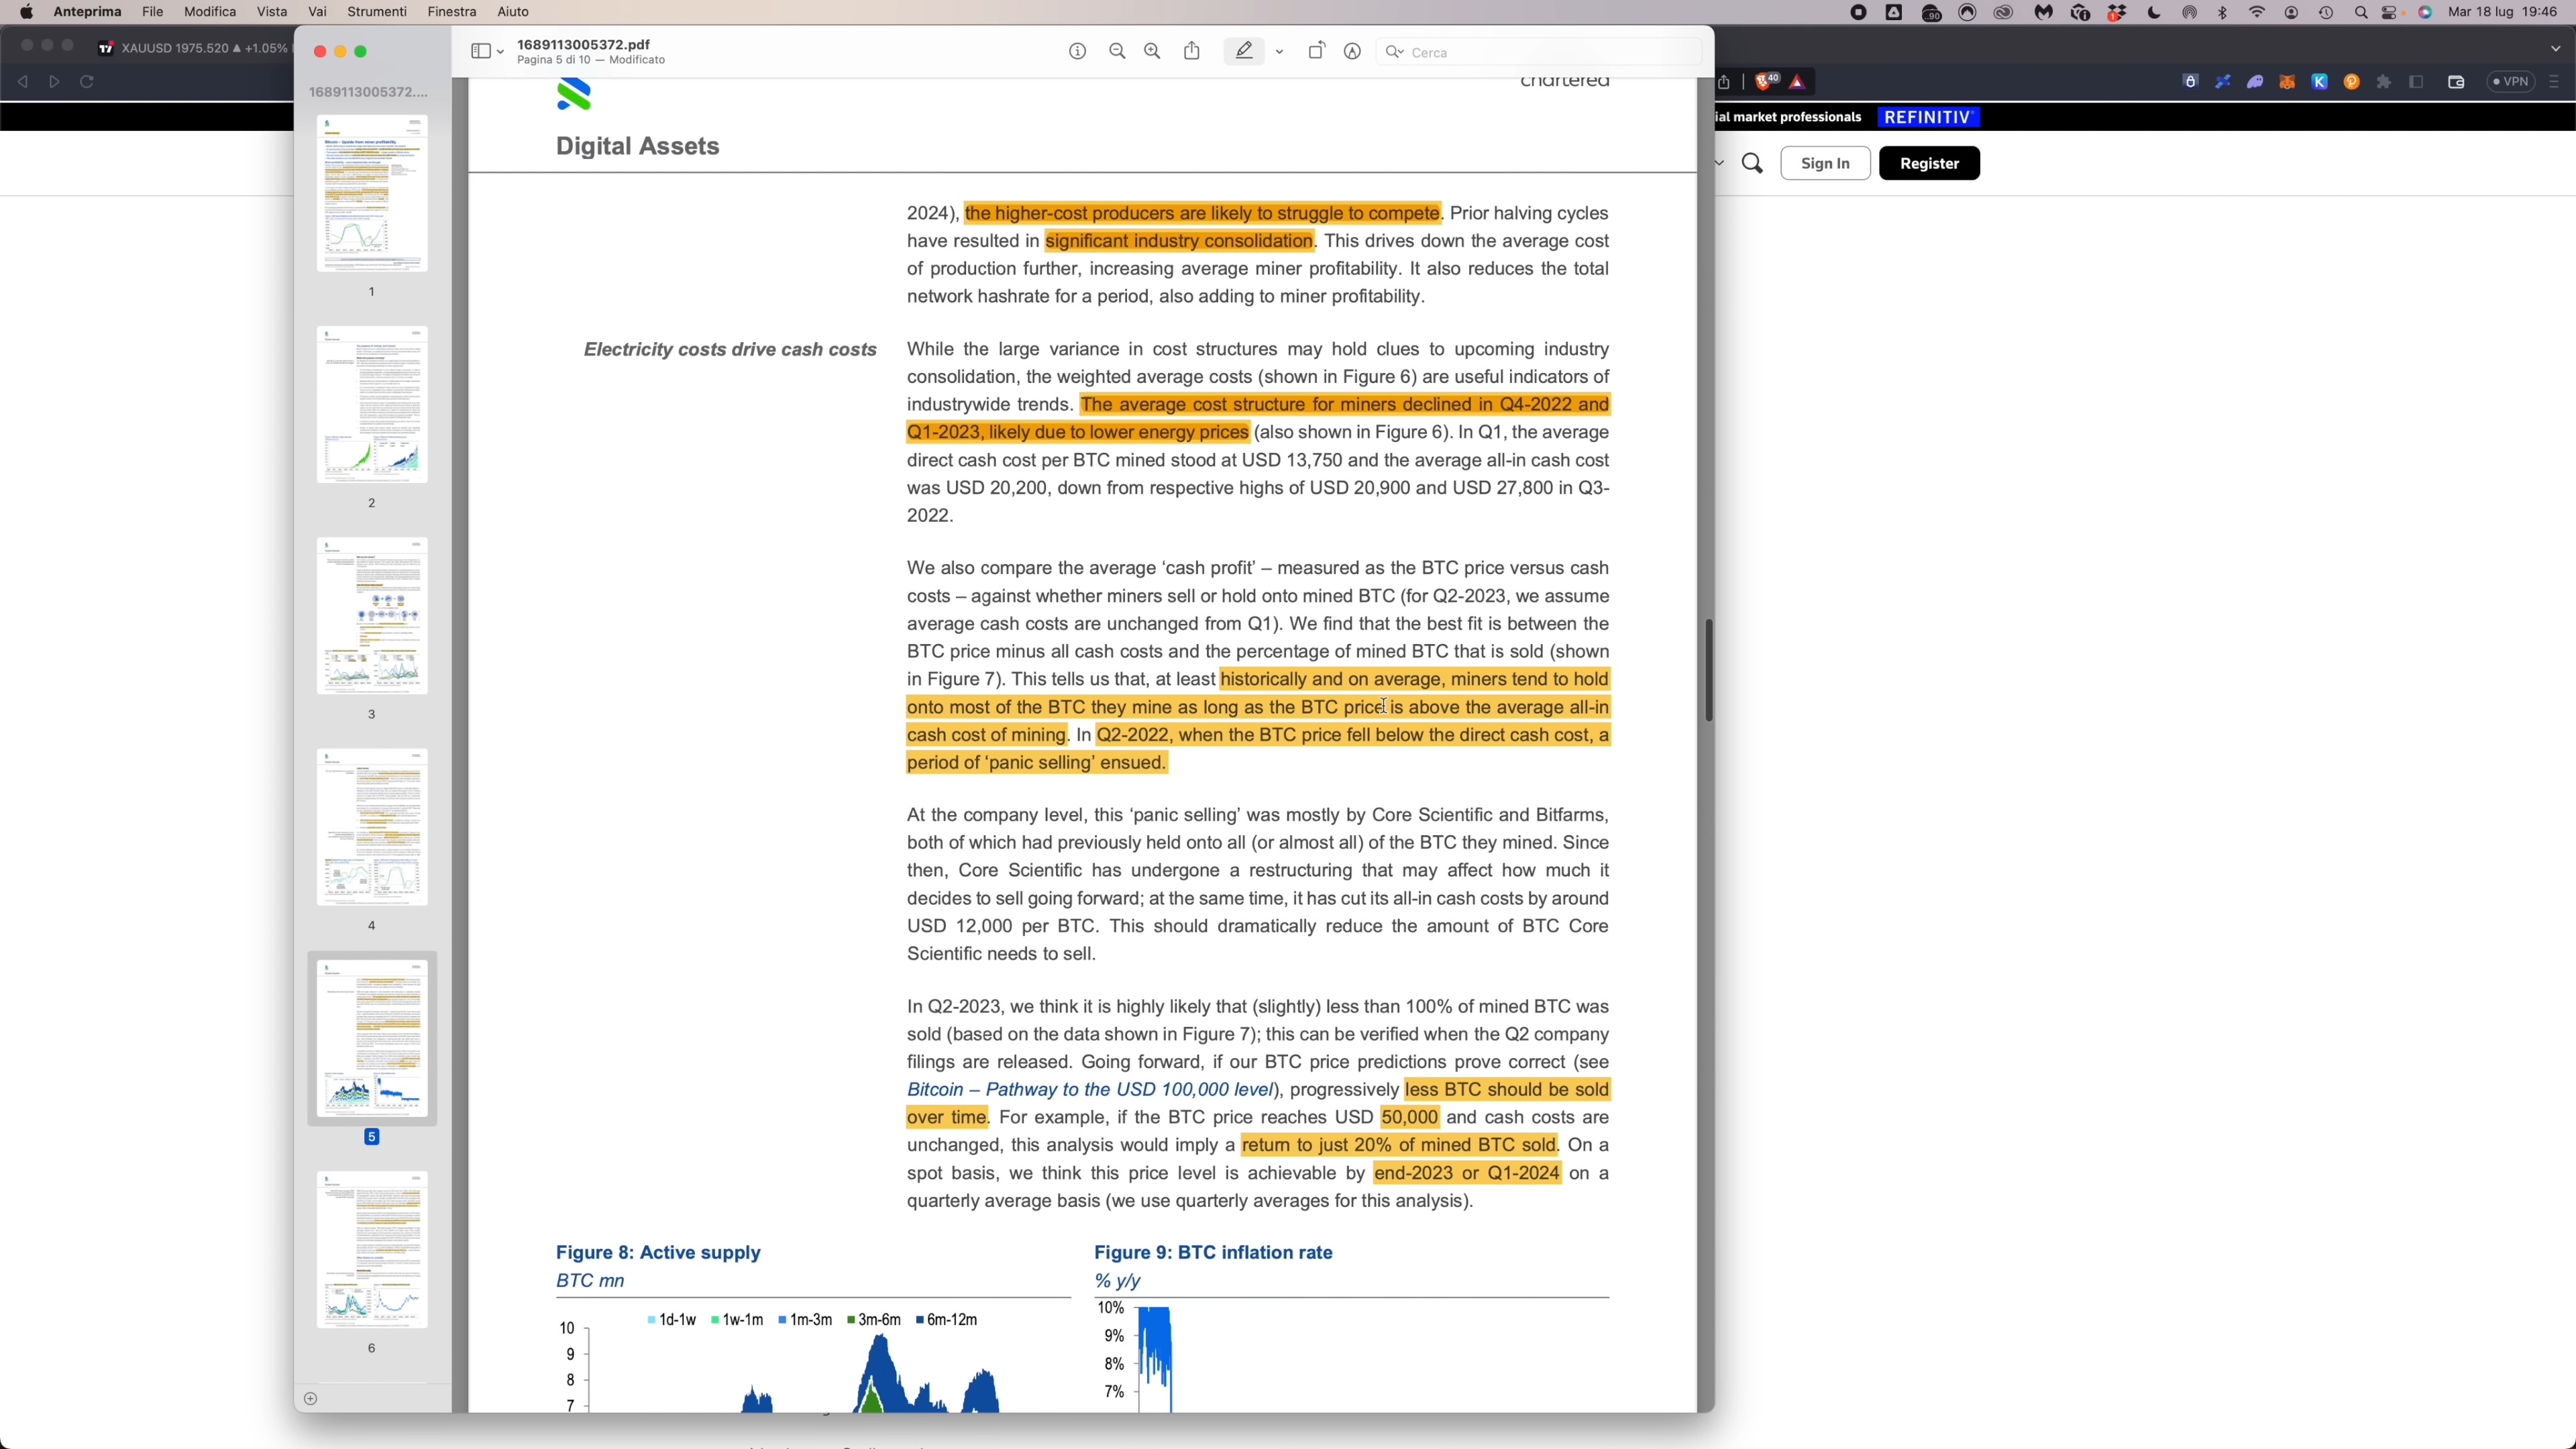 Anteprima File Modifica Vista Vai Strumenti Finestra Aiuto
Mar 18 lug 19:46
XAUUSD 1975.520 ▲ +1.05%
1689113005372.pdf
Pagina 5 di 10 — Modificato
Cerca
VPN
1689113005372....
ial market professionals REFINITIV
Sign In
Register
chartered
Digital Assets
2024), the higher-cost producers are likely to struggle to compete. Prior halving cycles
have resulted in significant industry consolidation. This drives down the average cost
of production further, increasing average miner profitability. It also reduces the total
network hashrate for a period, also adding to miner profitability.
Electricity costs drive cash costs
While the large variance in cost structures may hold clues to upcoming industry
consolidation, the weighted average costs (shown in Figure 6) are useful indicators of
industrywide trends. The average cost structure for miners declined in Q4-2022 and
Q1-2023, likely due to lower energy prices (also shown in Figure 6). In Q1, the average
direct cash cost per BTC mined stood at USD 13,750 and the average all-in cash cost
was USD 20,200, down from respective highs of USD 20,900 and USD 27,800 in Q3-
2022.
We also compare the average ‘cash profit’ – measured as the BTC price versus cash
costs – against whether miners sell or hold onto mined BTC (for Q2-2023, we assume
average cash costs are unchanged from Q1). We find that the best fit is between the
BTC price minus all cash costs and the percentage of mined BTC that is sold (shown
in Figure 7). This tells us that, at least historically and on average, miners tend to hold
onto most of the BTC they mine as long as the BTC price is above the average all-in
cash cost of mining. In Q2-2022, when the BTC price fell below the direct cash cost, a
period of ‘panic selling’ ensued.
At the company level, this ‘panic selling’ was mostly by Core Scientific and Bitfarms,
both of which had previously held onto all (or almost all) of the BTC they mined. Since
then, Core Scientific has undergone a restructuring that may affect how much it
decides to sell going forward; at the same time, it has cut its all-in cash costs by around
USD 12,000 per BTC. This should dramatically reduce the amount of BTC Core
Scientific needs to sell.
In Q2-2023, we think it is highly likely that (slightly) less than 100% of mined BTC was
sold (based on the data shown in Figure 7); this can be verified when the Q2 company
filings are released. Going forward, if our BTC price predictions prove correct (see
Bitcoin – Pathway to the USD 100,000 level), progressively less BTC should be sold
over time. For example, if the BTC price reaches USD 50,000 and cash costs are
unchanged, this analysis would imply a return to just 20% of mined BTC sold. On a
spot basis, we think this price level is achievable by end-2023 or Q1-2024 on a
quarterly average basis (we use quarterly averages for this analysis).
Figure 8: Active supply
BTC mn
1d-1w 1w-1m 1m-3m 3m-6m 6m-12m
10
9
8
7
Figure 9: BTC inflation rate
% y/y
10%
9%
8%
7%
1
2
3
4
5
6